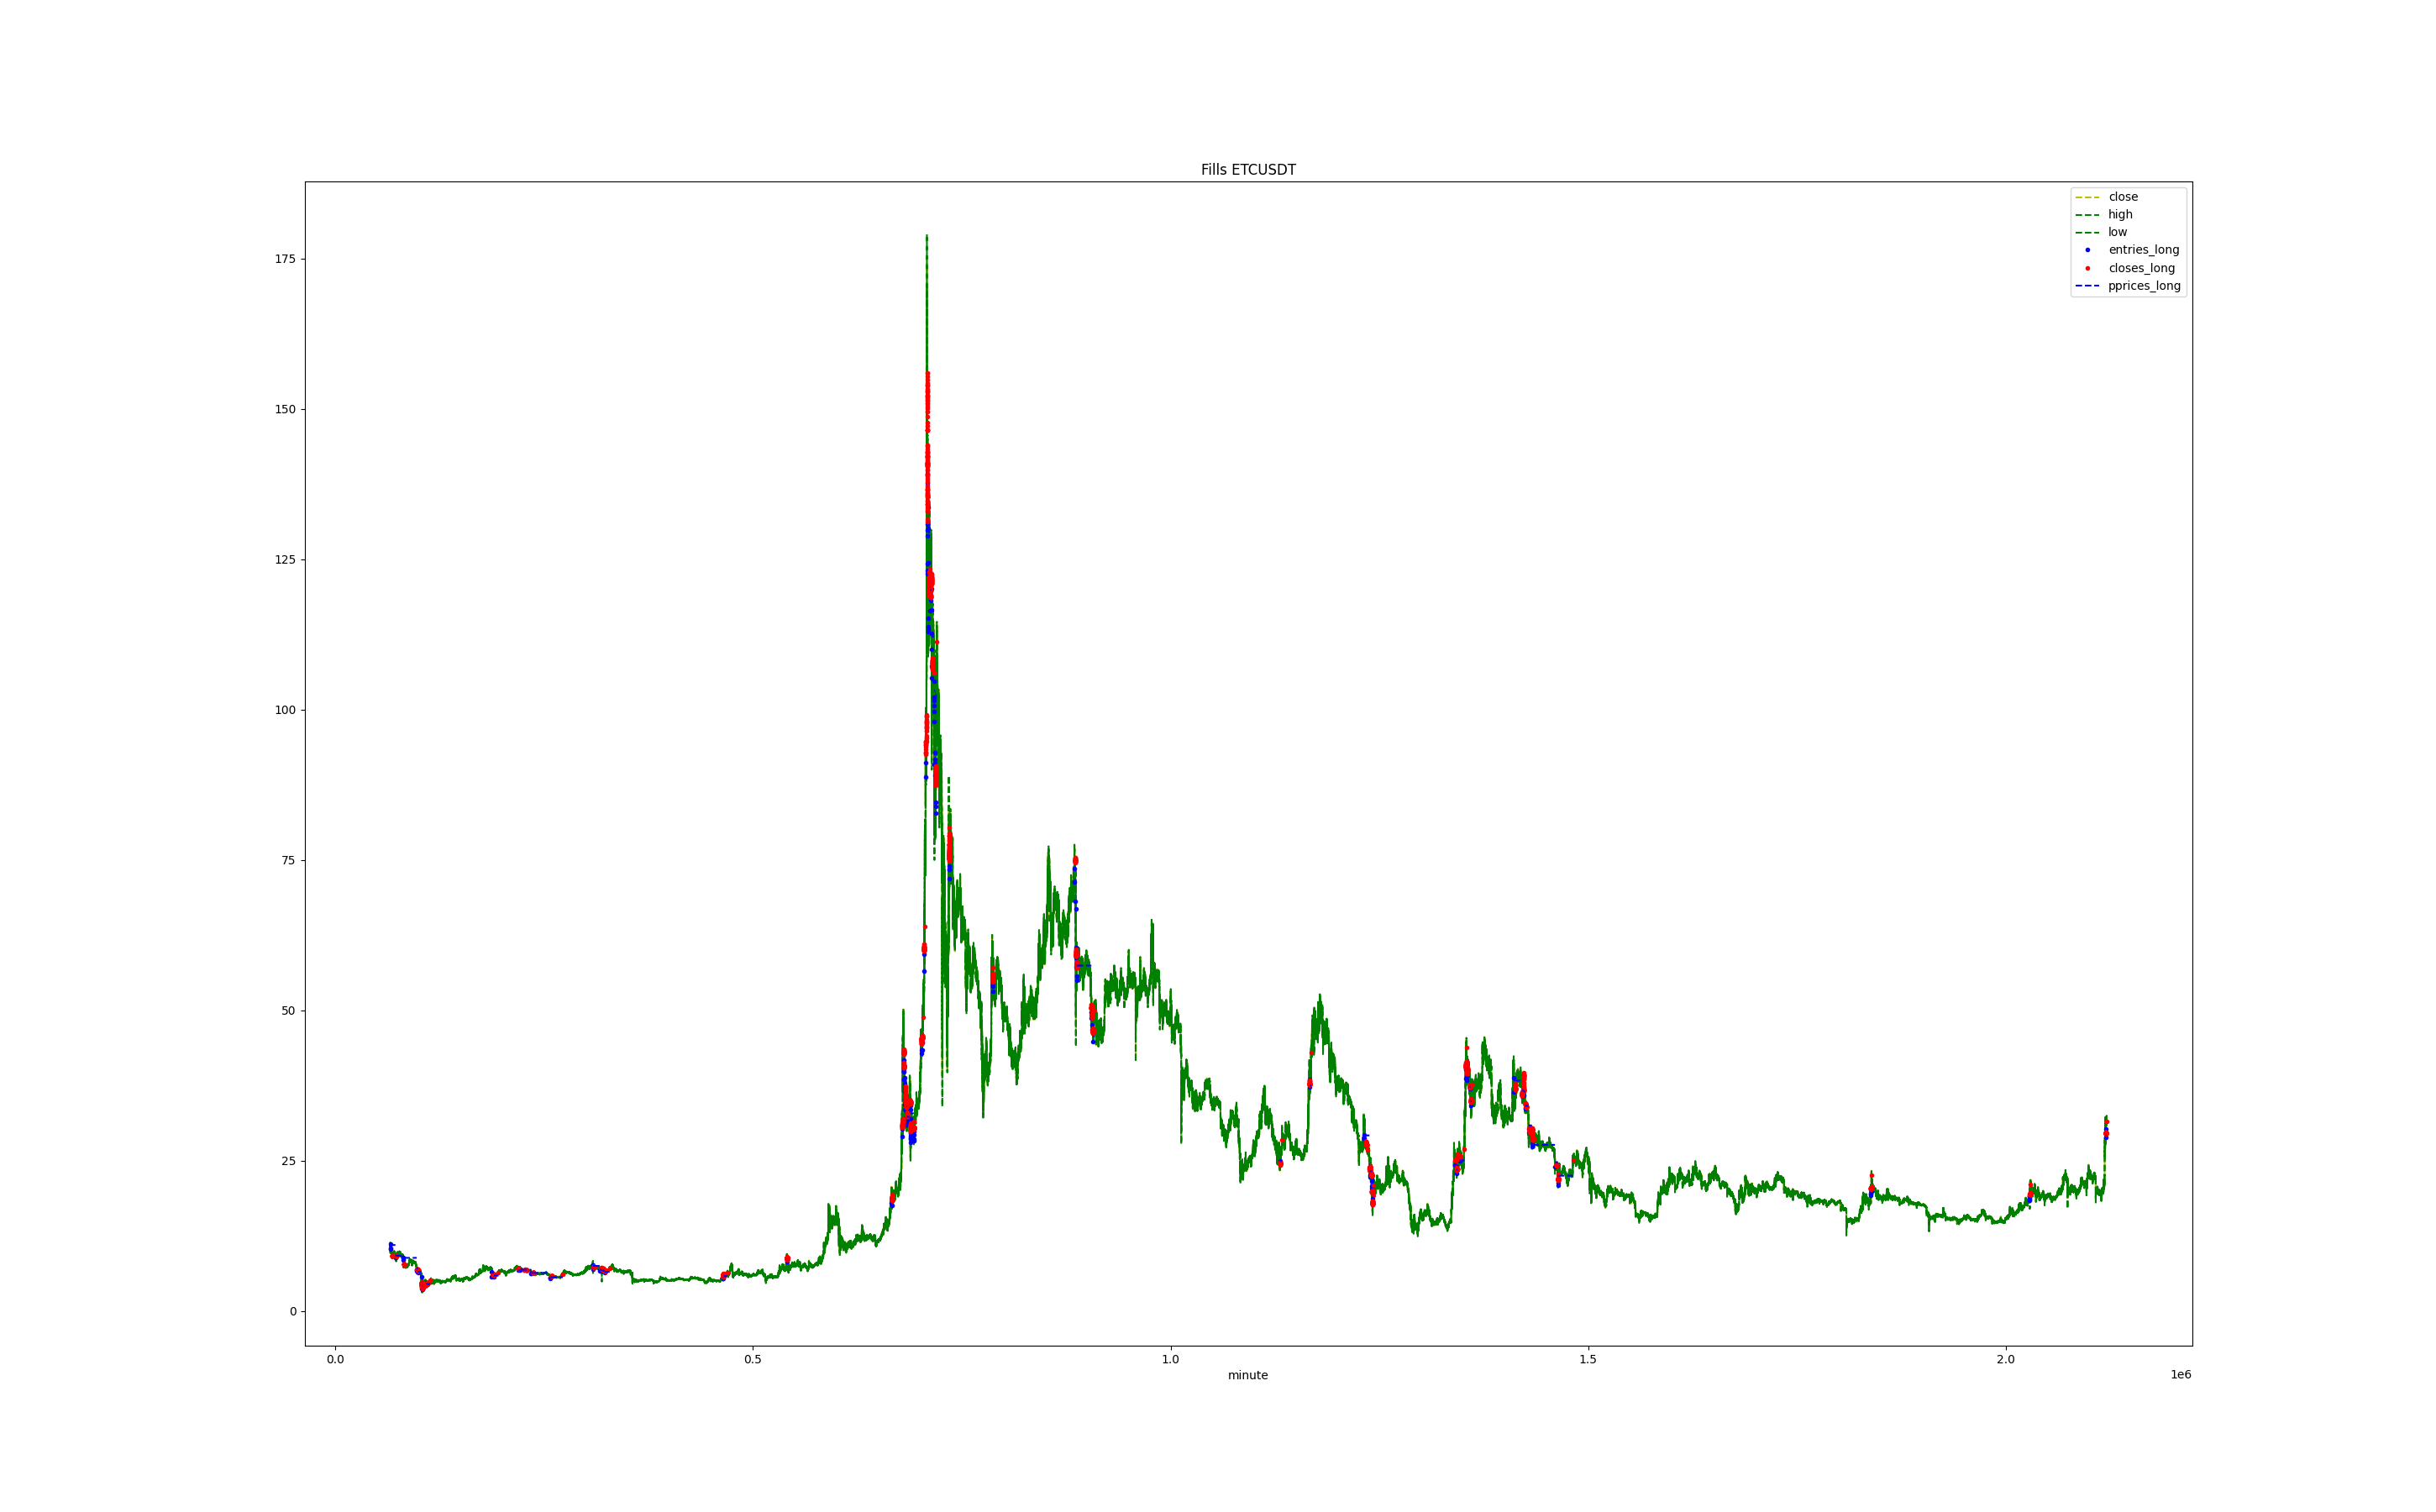 Fills ETCUSDT
close
high
low
entries_long
closes_long
pprices_long
175
150
125
100
75
50
25
0
0.0 0.5 1.0 1.5 2.0
minute
1e6